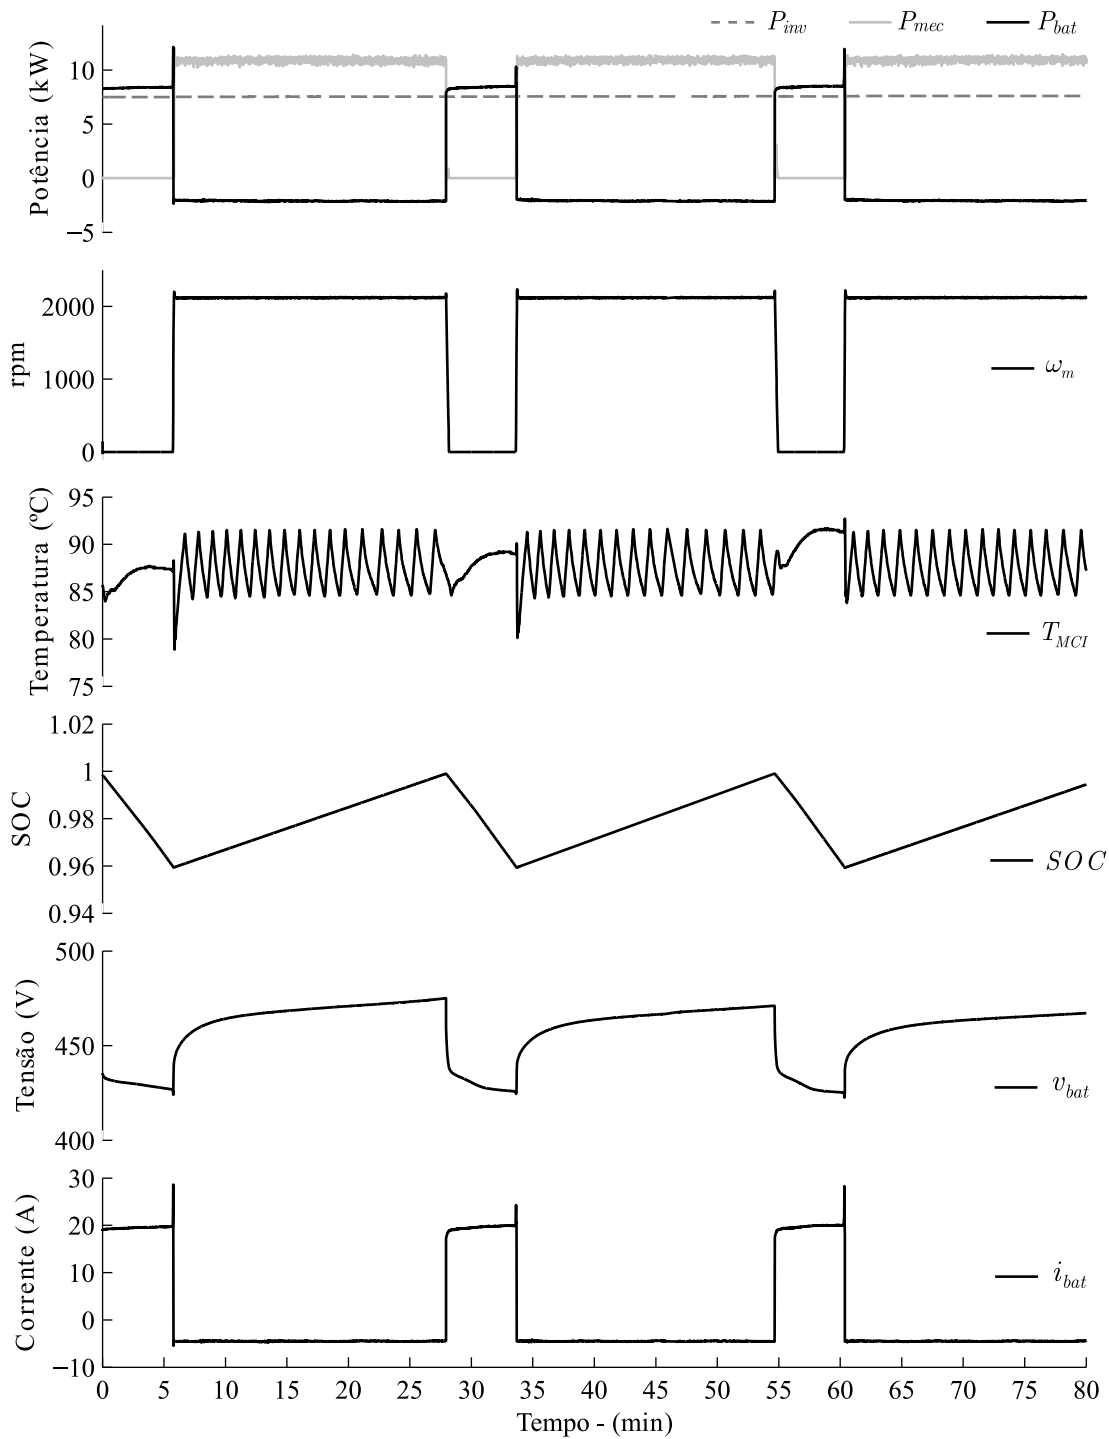 P_inv P_mec P_bat
Potência (kW)
10
5
0
−5
rpm
2000
1000
0
ω_m
Temperatura (ºC)
95
90
85
80
75
T_MCI
SOC
1.02
1
0.98
0.96
0.94
SOC
Tensão (V)
500
450
400
v_bat
Corrente (A)
30
20
10
0
−10
i_bat
0 5 10 15 20 25 30 35 40 45 50 55 60 65 70 75 80
Tempo - (min)